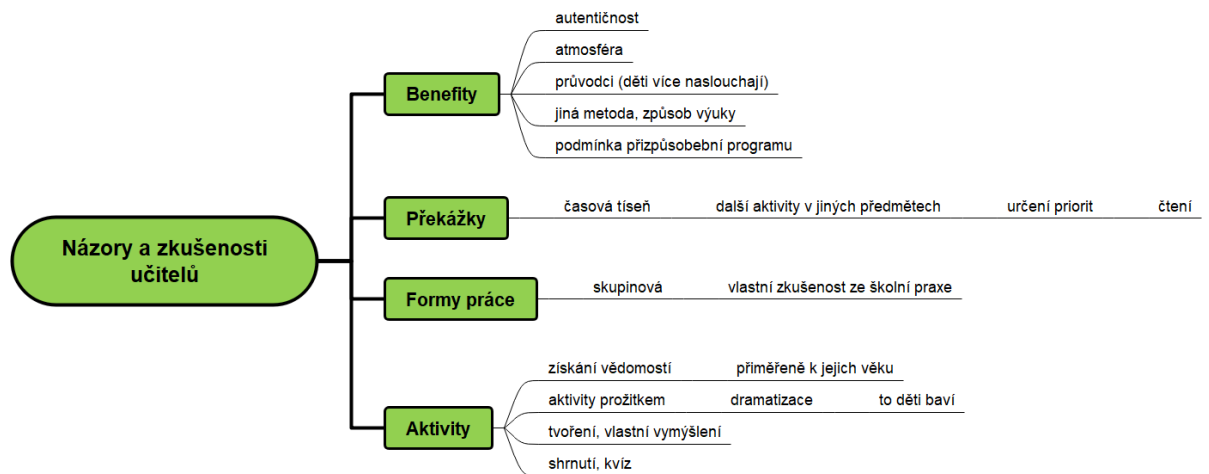 Názory a zkušenosti
učitelů
Benefity
autentičnost
atmosféra
průvodci (děti více naslouchají)
jiná metoda, způsob výuky
podmínka přizpůsobební programu
Překážky
časová tíseň
další aktivity v jiných předmětech
určení priorit
čtení
Formy práce
skupinová
vlastní zkušenost ze školní praxe
Aktivity
získání vědomostí
přiměřeně k jejich věku
aktivity prožitkem
dramatizace
to děti baví
tvoření, vlastní vymýšlení
shrnutí, kvíz